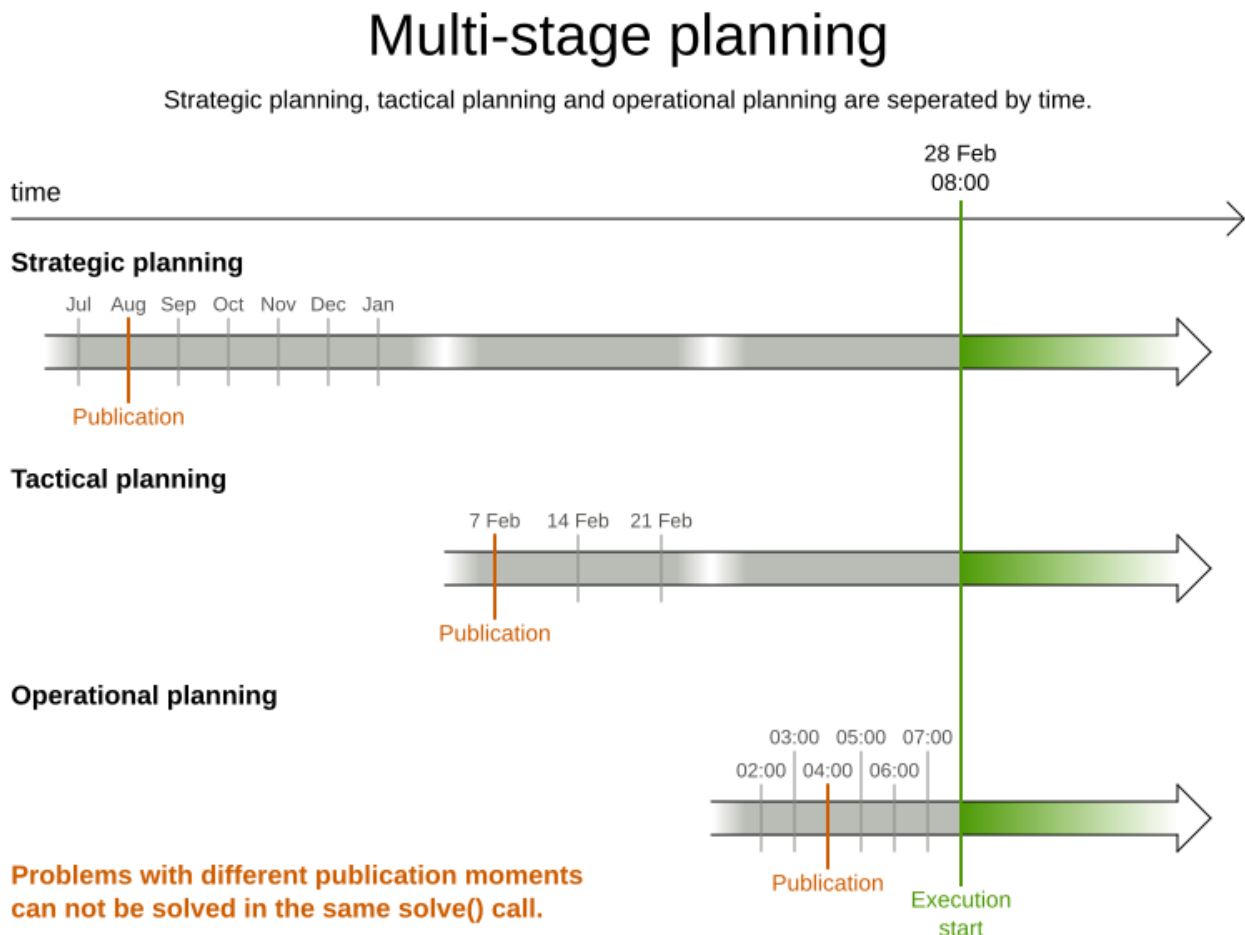 Multi-stage planning
Strategic planning, tactical planning and operational planning are seperated by time.
28 Feb
08:00
time
Strategic planning
Jul Aug Sep Oct Nov Dec Jan
Publication
Tactical planning
7 Feb 14 Feb 21 Feb
Publication
Operational planning
03:00 05:00 07:00
02:00 04:00 06:00
Publication
Execution
start
Problems with different publication moments
can not be solved in the same solve() call.